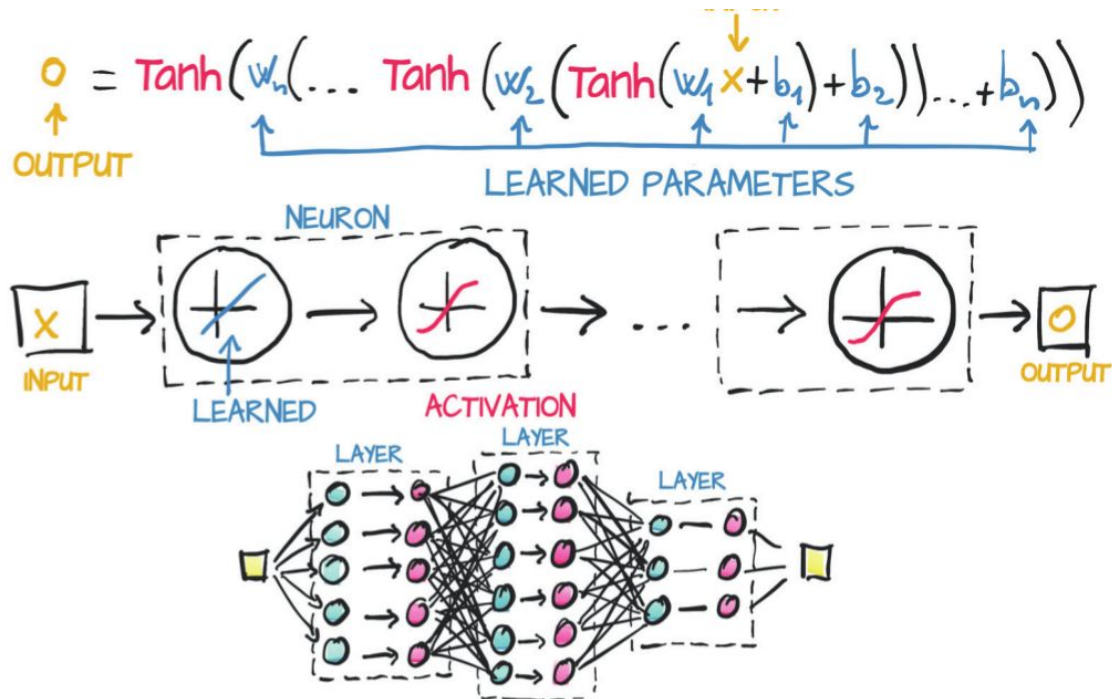 O = Tanh(wn(... Tanh(w2(Tanh(w1 x + b1) + b2))... + bn))
OUTPUT
LEARNED PARAMETERS
NEURON
X
O
INPUT
OUTPUT
LEARNED
ACTIVATION
LAYER
LAYER
LAYER